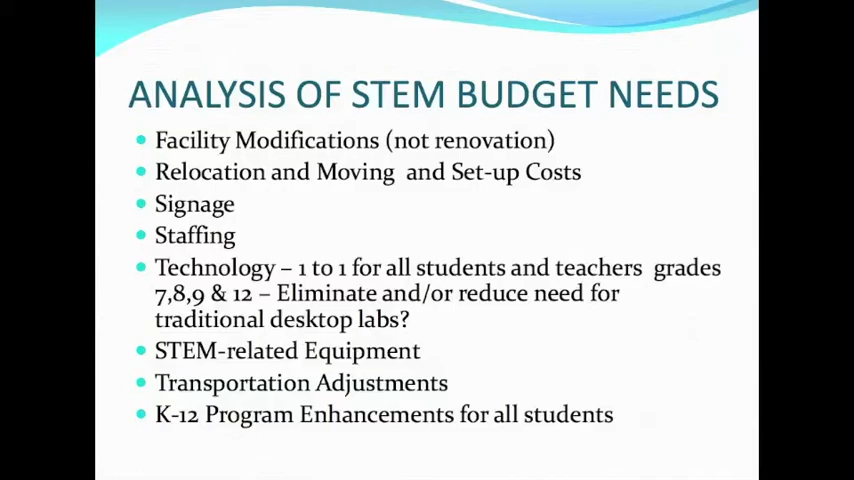 ANALYSIS OF STEM BUDGET NEEDS
• Facility Modifications (not renovation)
• Relocation and Moving and Set-up Costs
• Signage
• Staffing
• Technology – 1 to 1 for all students and teachers grades
7,8,9 & 12 – Eliminate and/or reduce need for
traditional desktop labs?
• STEM-related Equipment
• Transportation Adjustments
• K-12 Program Enhancements for all students